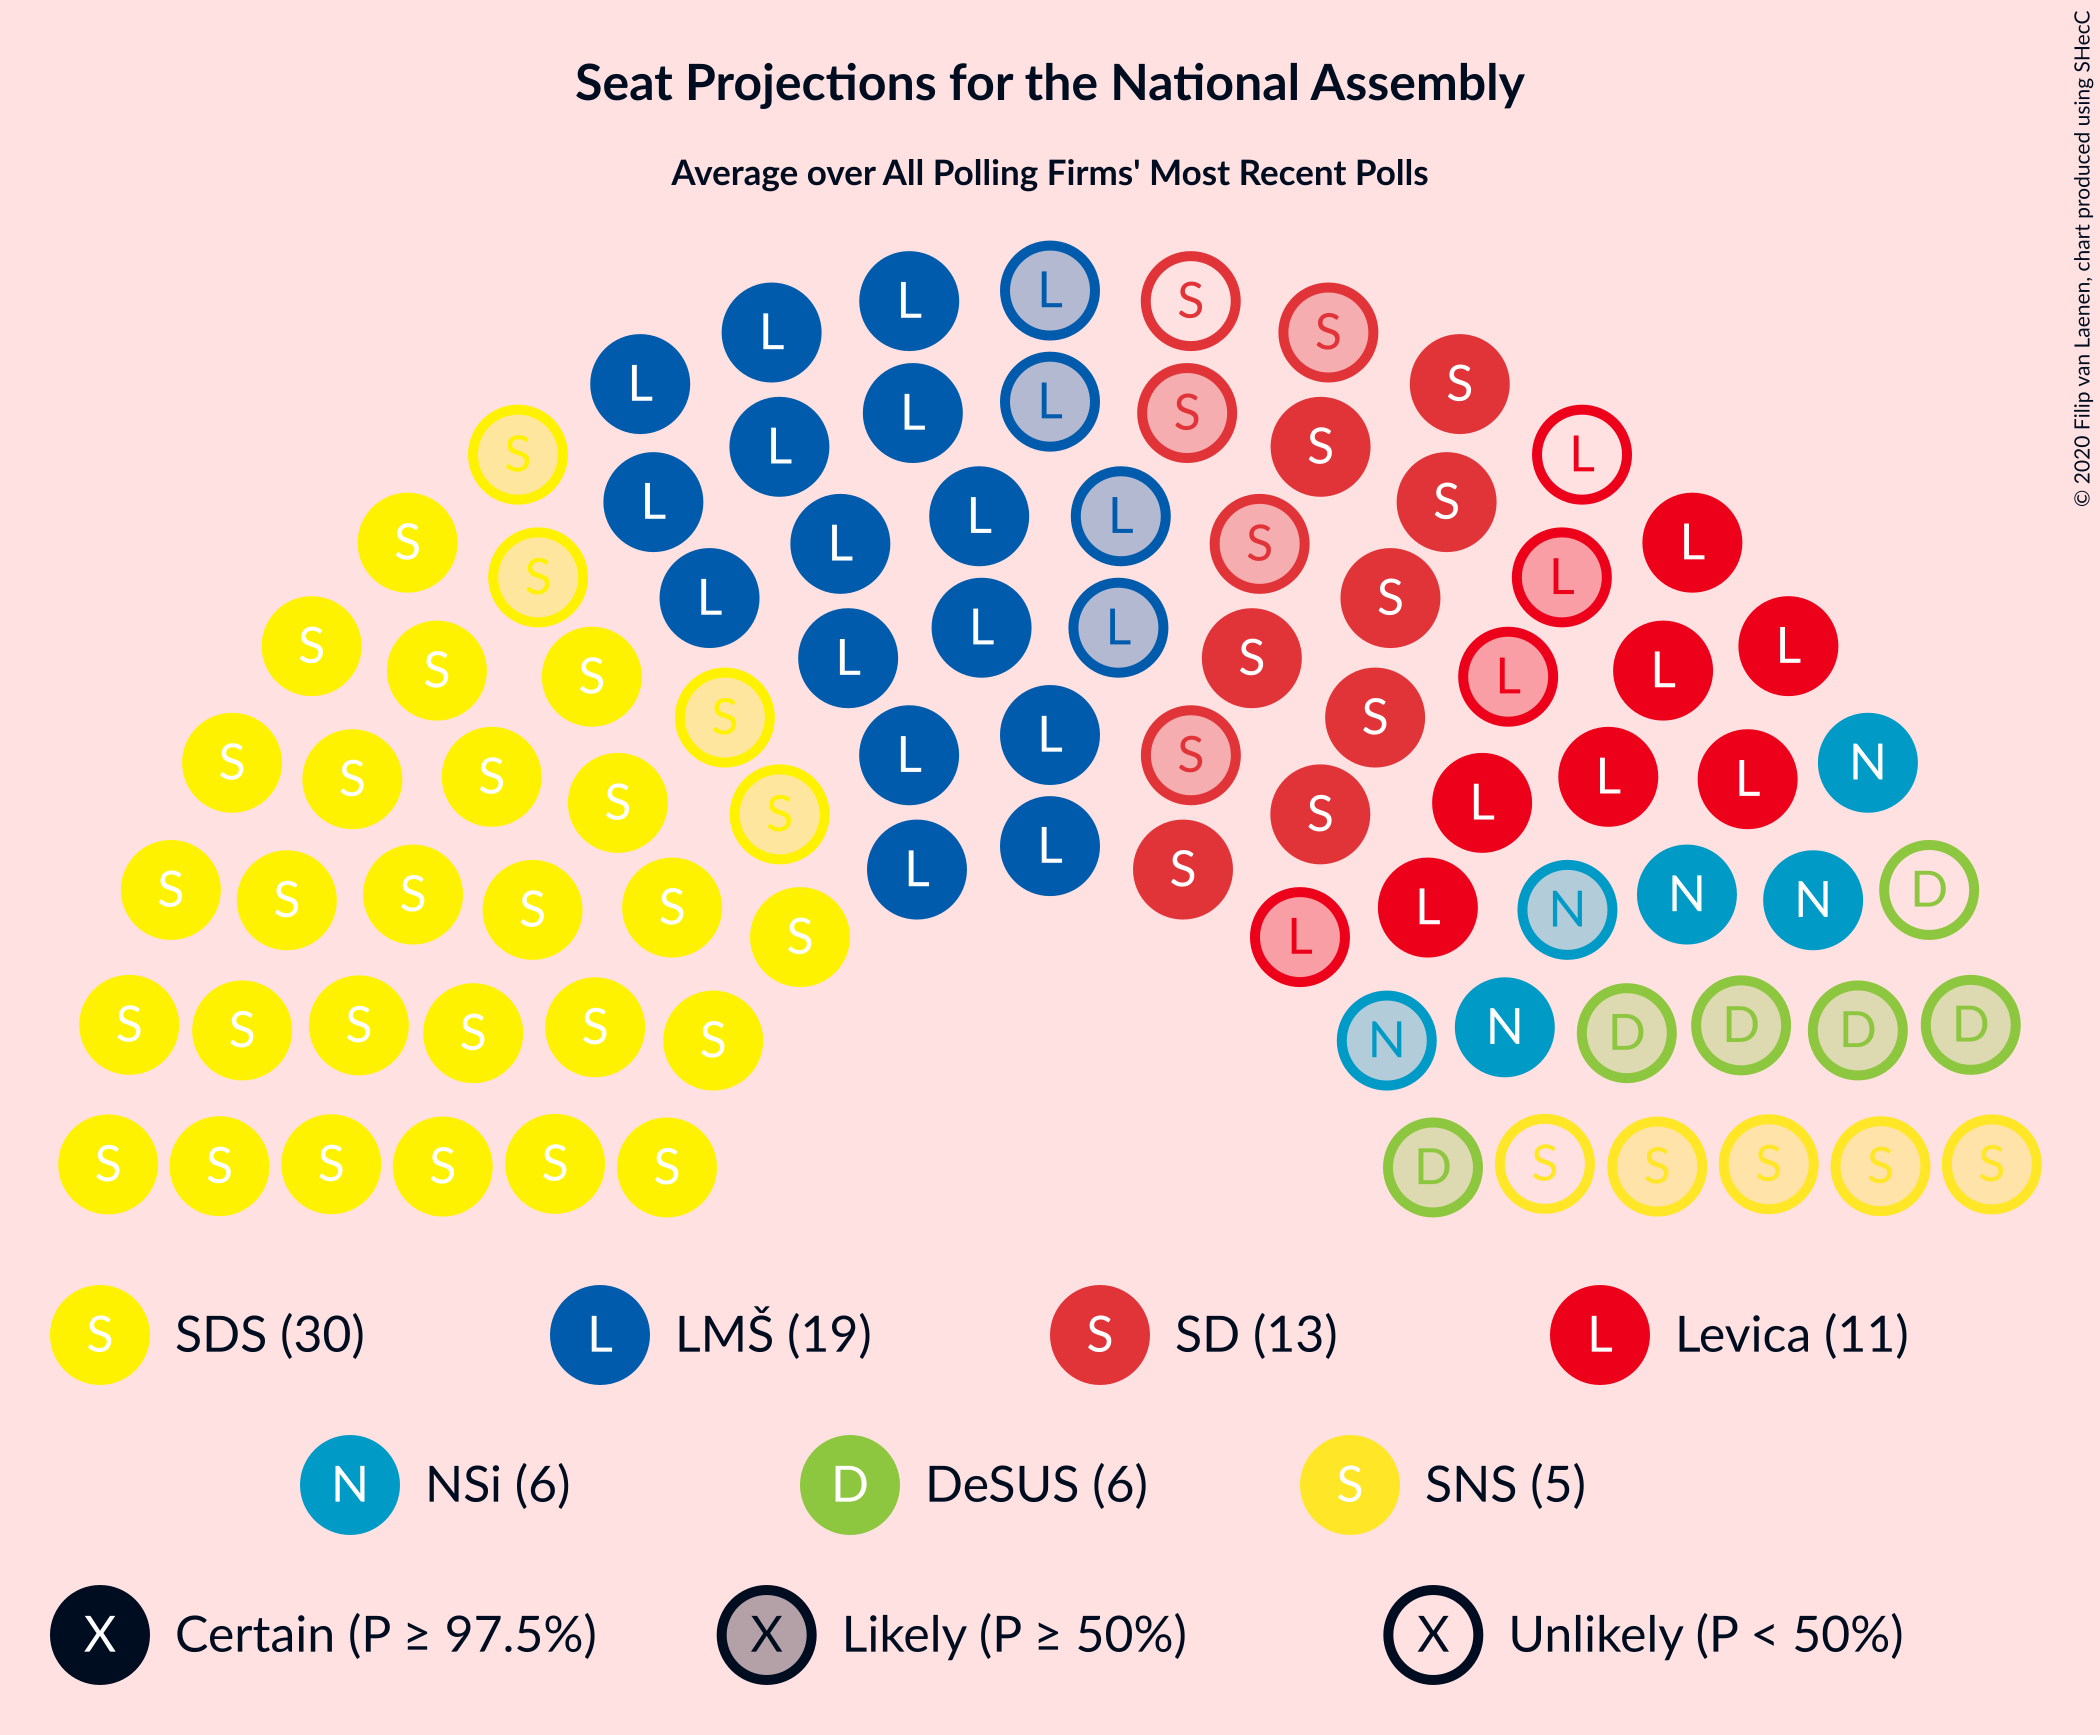 Seat Projections for the National Assembly
Average over All Polling Firms' Most Recent Polls
© 2020 Filip van Laenen, chart produced using SHecC
L L S
L S
L L L S S
S L S L
S L L L L S S L
S L S L
S S S L L L S L L L
S S S S S S L L S S S L L L N
S S S S S S L L S L L N N N D
S S S S S S N N D D D D
S S S S S S D S S S S S
S SDS (30) L LMŠ (19) S SD (13) L Levica (11)
N NSi (6) D DeSUS (6) S SNS (5)
X Certain (P ≥ 97.5%) X Likely (P ≥ 50%) X Unlikely (P < 50%)